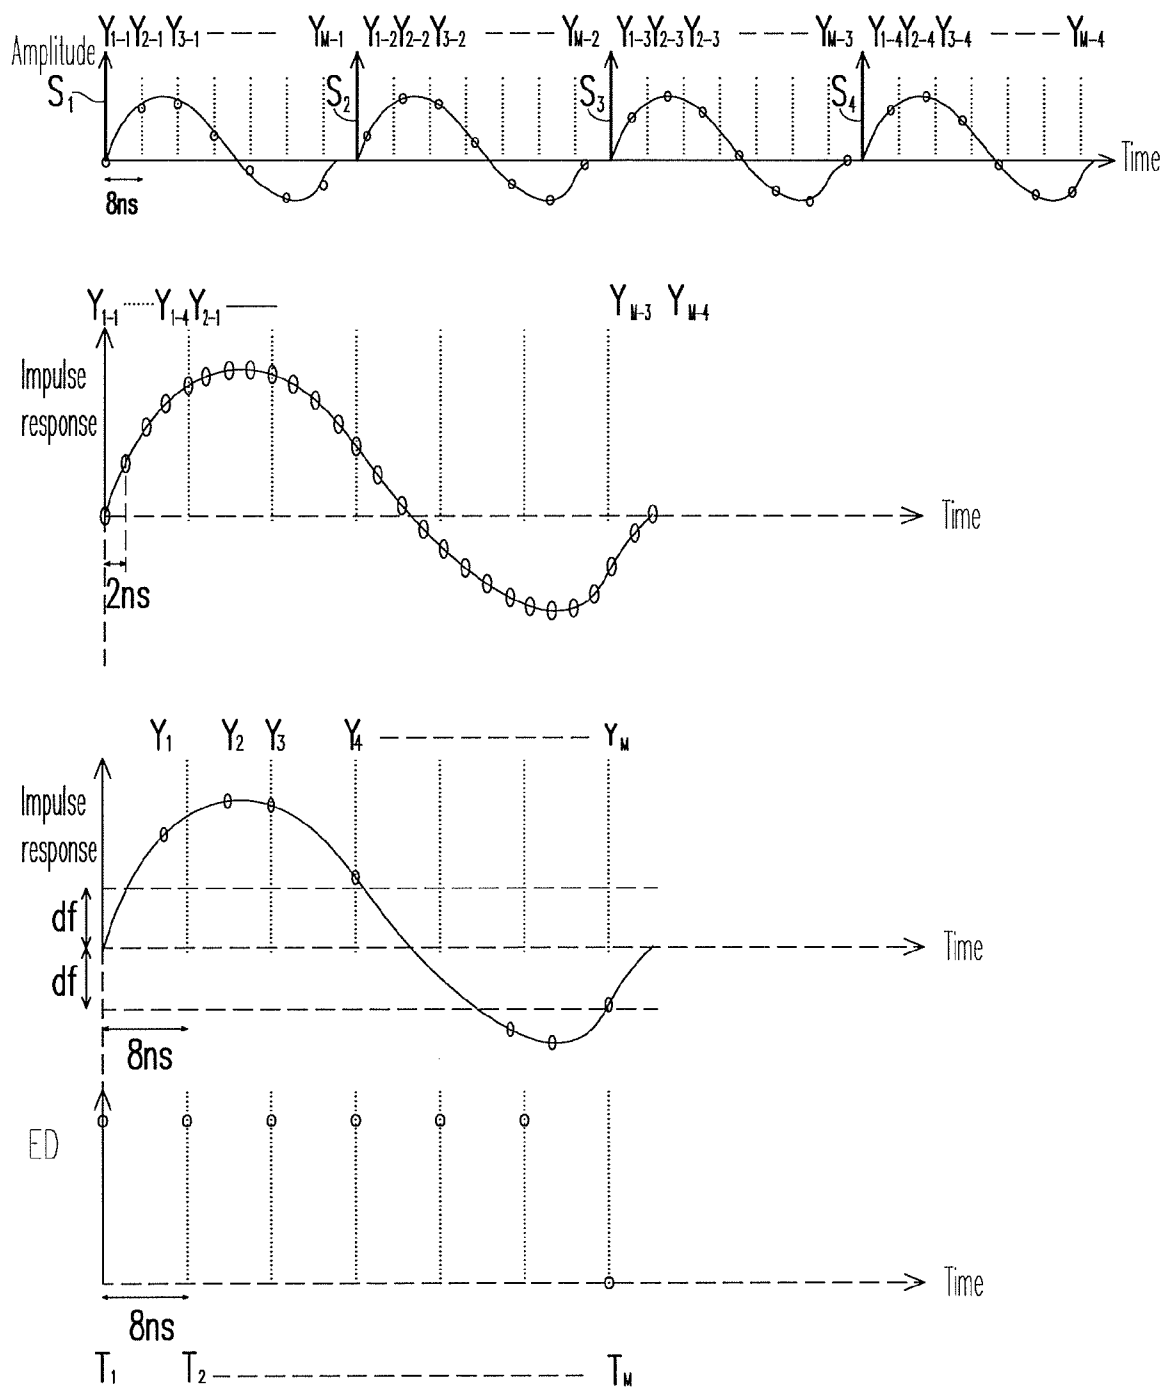 Y1-1 Y2-1 Y3-1 YM-1 Y1-2 Y2-2 Y3-2 YM-2 Y1-3 Y2-3 Y2-3 YM-3 Y1-4 Y2-4 Y3-4 YM-4
Amplitude
S1 S2 S3 S4
Time
8ns
Y1-1 Y1-4 Y2-1 YM-3 YM-4
Impulse
response
Time
2ns
Y1 Y2 Y3 Y4 YM
Impulse
response
df
Time
df
8ns
ED
Time
8ns
T1 T2 TM